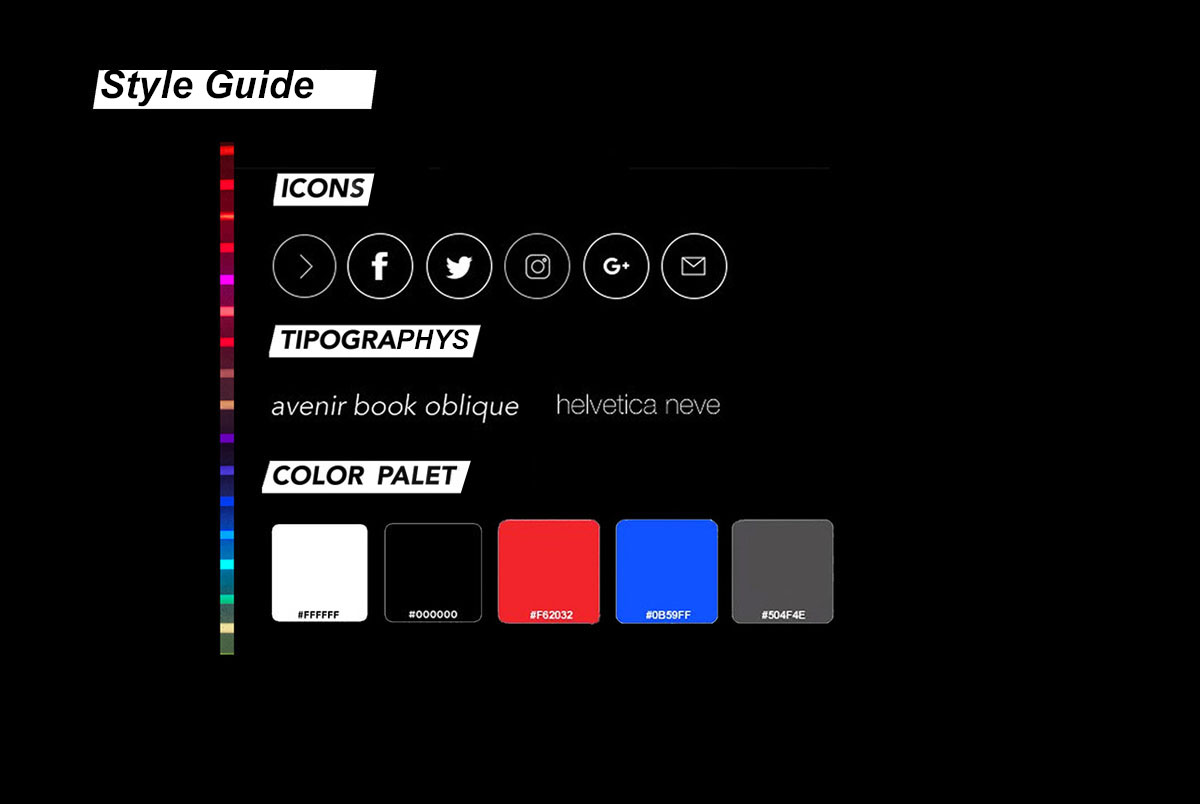 Style Guide
ICONS
f G+
TIPOGRAPHYS
avenir book oblique helvetica neve
COLOR PALET
#FFFFFF #000000 #F62032 #0B59FF #504F4E